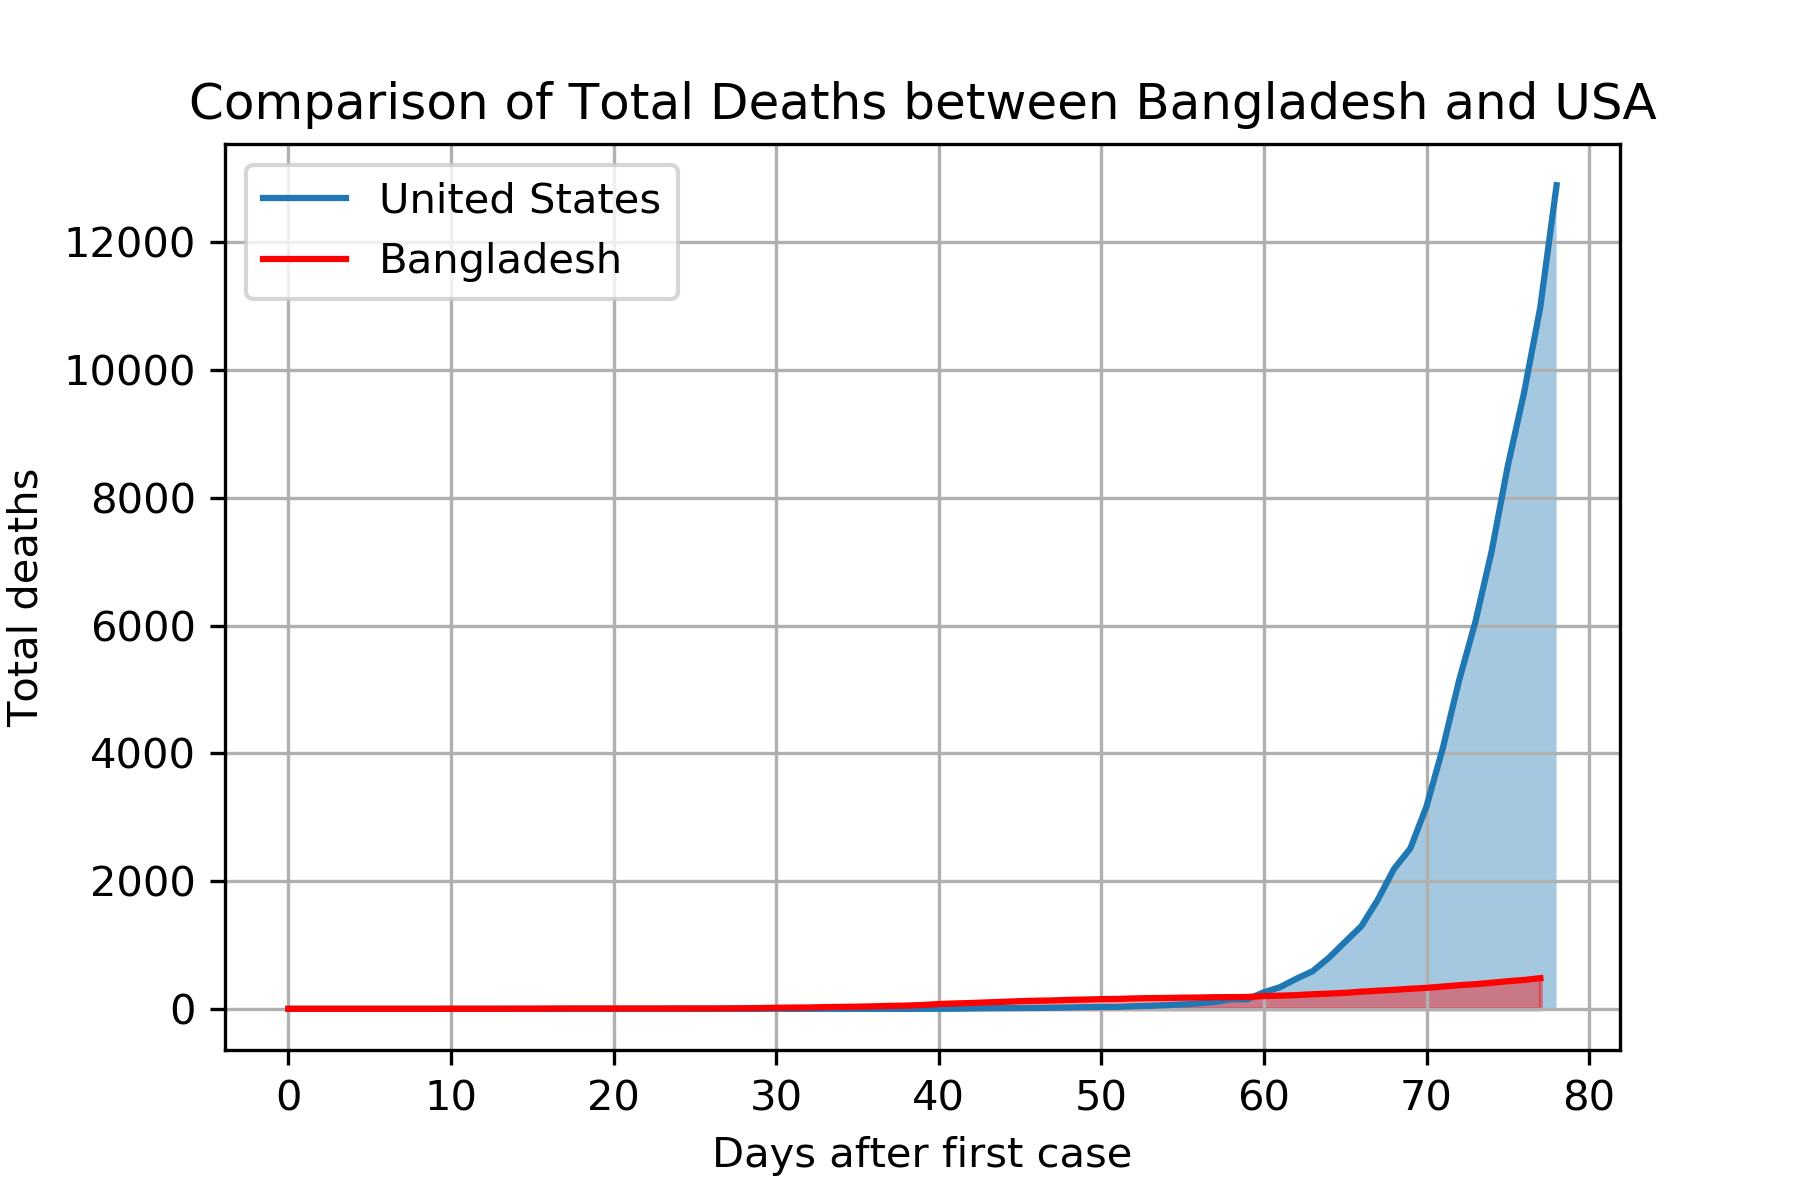 Comparison of Total Deaths between Bangladesh and USA
United States
Bangladesh
12000
10000
8000
6000
4000
2000
0
Total deaths
0 10 20 30 40 50 60 70 80
Days after first case